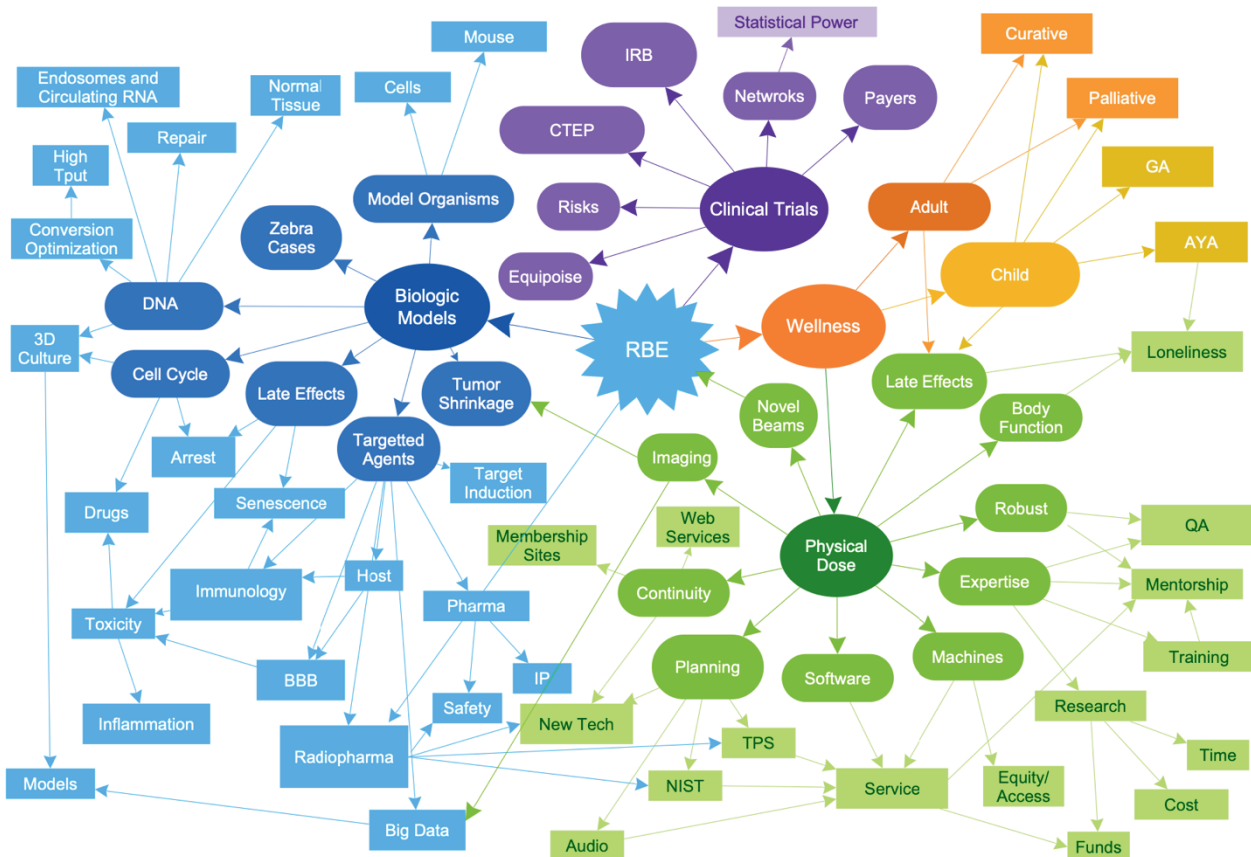 Mouse
Statistical Power
Curative
Endosomes and
Circulating RNA
Normal
Tissue
Cells
IRB
Netwroks
Payers
Palliative
Repair
CTEP
High
Tput
GA
Model Organisms
Risks
Clinical Trials
Adult
Conversion
Optimization
Zebra
Cases
AYA
Equipoise
Child
DNA
Biologic
Models
Wellness
3D
Culture
RBE
Loneliness
Cell Cycle
Late Effects
Tumor
Shrinkage
Late Effects
Novel
Beams
Body
Function
Targetted
Agents
Arrest
Imaging
Target
Induction
Senescence
Drugs
Web
Services
Robust
QA
Membership
Sites
Physical
Dose
Host
Expertise
Mentorship
Immunology
Continuity
Pharma
Toxicity
Training
Planning
Machines
BBB
IP
Software
Safety
Research
Inflammation
New Tech
TPS
Radiopharma
Time
Models
NIST
Service
Equity/
Access
Cost
Big Data
Audio
Funds